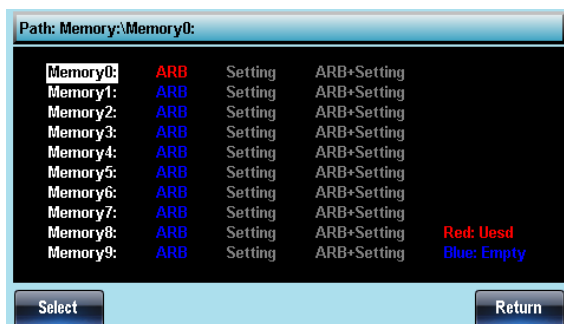 Path: Memory:\Memory0:
Memory0: ARB Setting ARB+Setting
Memory1: ARB Setting ARB+Setting
Memory2: ARB Setting ARB+Setting
Memory3: ARB Setting ARB+Setting
Memory4: ARB Setting ARB+Setting
Memory5: ARB Setting ARB+Setting
Memory6: ARB Setting ARB+Setting
Memory7: ARB Setting ARB+Setting
Memory8: ARB Setting ARB+Setting Red: Uesd
Memory9: ARB Setting ARB+Setting Blue: Empty
Select Return